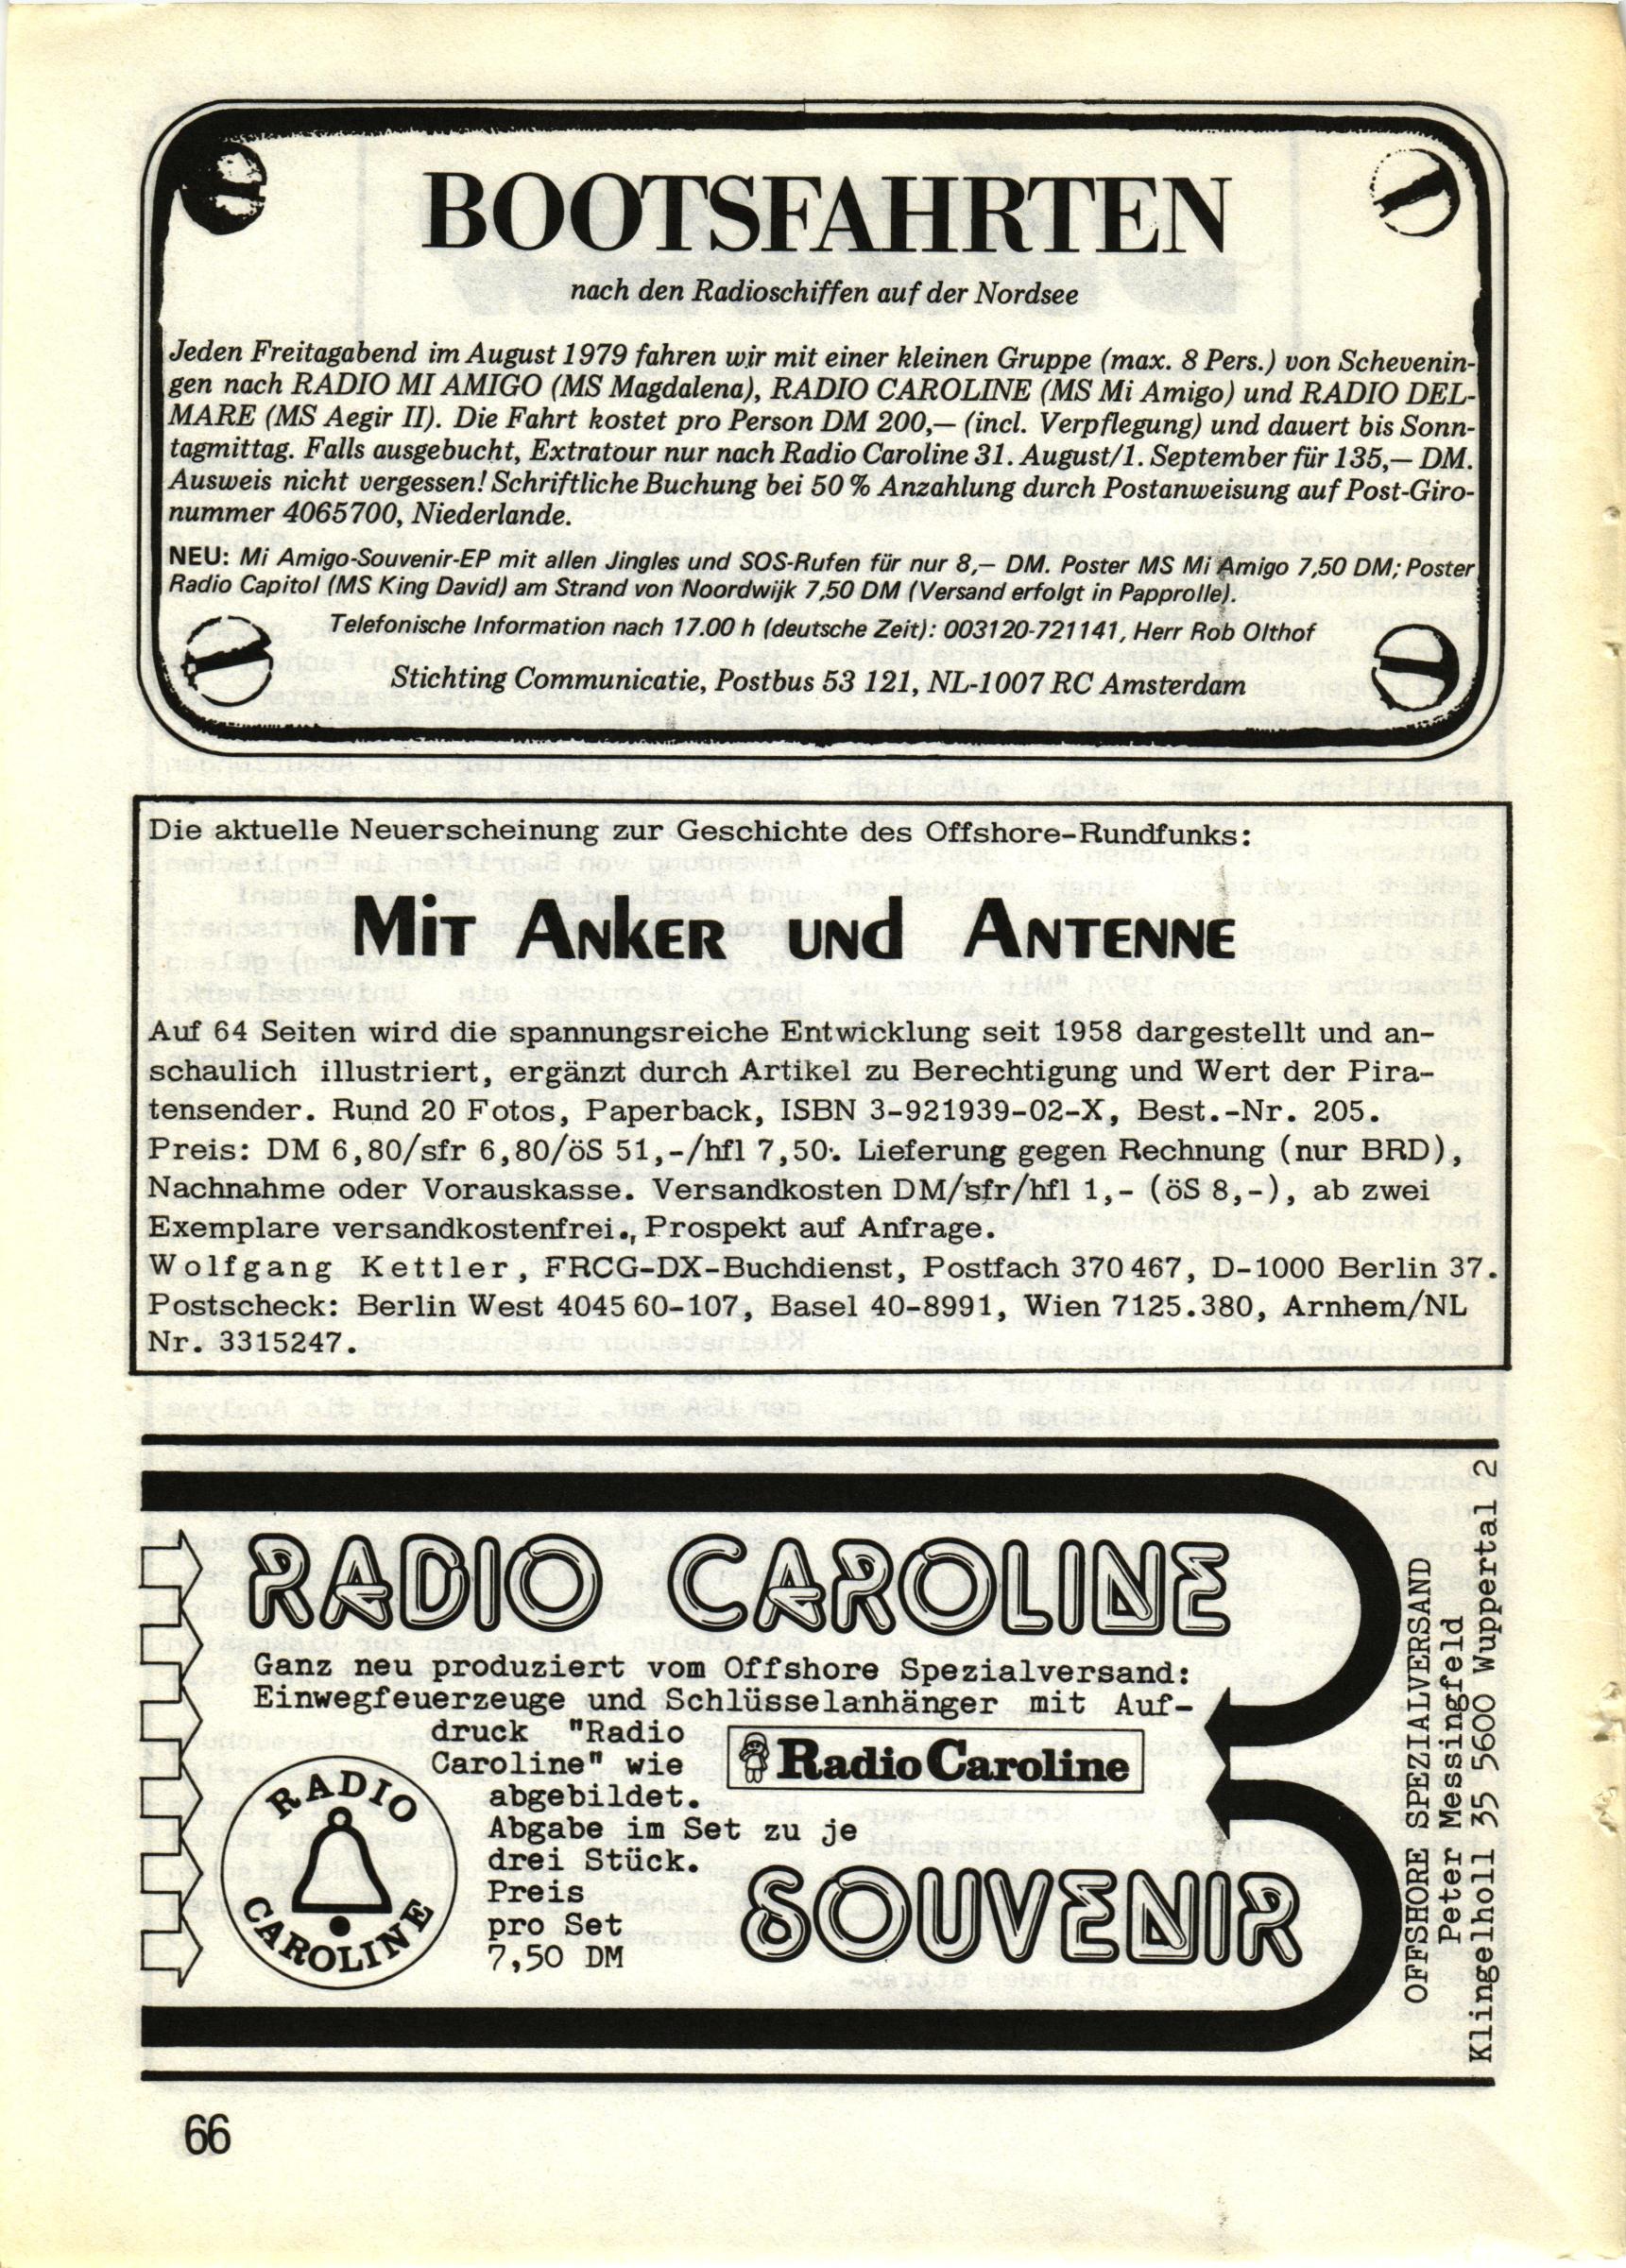 BOOTSFAHRTEN
nach den Radioschiffen auf der Nordsee
Jeden Freitagabend im August 1979 fahren wir mit einer kleinen Gruppe (max. 8 Pers.) von Schevenin-
gen nach RADIO MI AMIGO (MS Magdalena), RADIO CAROLINE (MS Mi Amigo) und RADIO DEL-
MARE (MS Aegir II). Die Fahrt kostet pro Person DM 200,— (incl. Verpflegung) und dauert bis Sonn-
tagmittag. Falls ausgebucht, Extratour nur nach Radio Caroline 31. August/1. September für 135,— DM.
Ausweis nicht vergessen! Schriftliche Buchung bei 50 % Anzahlung durch Postanweisung auf Post-Giro-
nummer 4065700, Niederlande.
NEU: Mi Amigo-Souvenir-EP mit allen Jingles und SOS-Rufen für nur 8,— DM. Poster MS Mi Amigo 7,50 DM; Poster
Radio Capitol (MS King David) am Strand von Noordwijk 7,50 DM (Versand erfolgt in Papprolle).
Telefonische Information nach 17.00 h (deutsche Zeit): 003120-721141, Herr Rob Olthof
Stichting Communicatie, Postbus 53 121, NL-1007 RC Amsterdam
Die aktuelle Neuerscheinung zur Geschichte des Offshore-Rundfunks:
MIT ANKER UND ANTENNE
Auf 64 Seiten wird die spannungsreiche Entwicklung seit 1958 dargestellt und an-
schaulich illustriert, ergänzt durch Artikel zu Berechtigung und Wert der Pira-
tensender. Rund 20 Fotos, Paperback, ISBN 3-921939-02-X, Best.-Nr. 205.
Preis: DM 6,80/sfr 6,80/öS 51,-/hfl 7,50. Lieferung gegen Rechnung (nur BRD),
Nachnahme oder Vorauskasse. Versandkosten DM/sfr/hfl 1,- (öS 8,-), ab zwei
Exemplare versandkostenfrei., Prospekt auf Anfrage.
Wolfgang Kettler, FRCG-DX-Buchdienst, Postfach 370 467, D-1000 Berlin 37.
Postscheck: Berlin West 4045 60-107, Basel 40-8991, Wien 7125.380, Arnhem/NL
Nr. 3315247.
RADIO CAROLINE
Ganz neu produziert vom Offshore Spezialversand:
Einwegfeuerzeuge und Schlüsselanhänger mit Auf-
druck "Radio
Caroline" wie
abgebildet.
Abgabe im Set zu je
drei Stück.
Preis
pro Set
7,50 DM
Radio Caroline
RADIO
CAROLINE
SOUVENIR
OFFSHORE SPEZIALVERSAND
Peter Messingfeld
Klingelholl 35 5600 Wuppertal 2
66